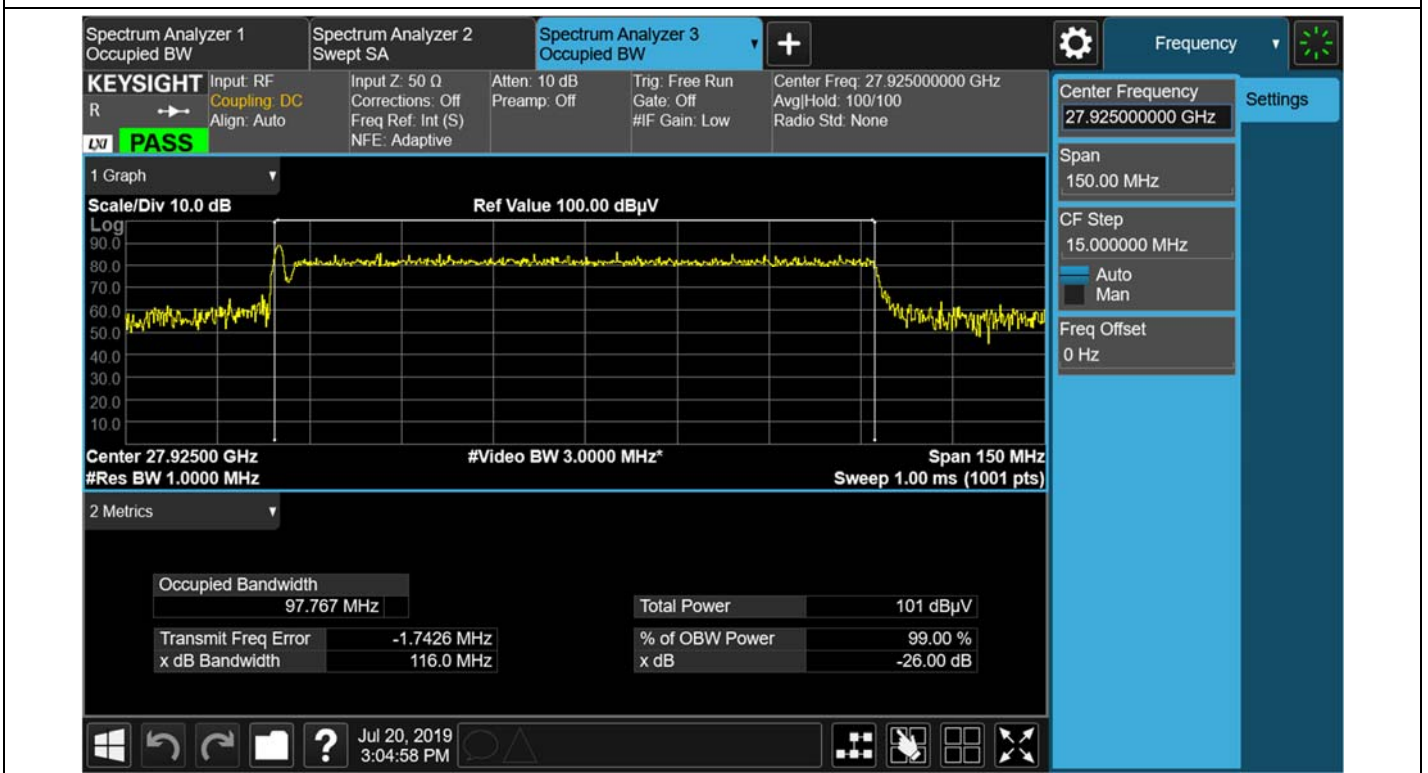 Spectrum Analyzer 1
Occupied BW
Spectrum Analyzer 2
Swept SA
Spectrum Analyzer 3
Occupied BW
Frequency
KEYSIGHT
R
LXI
PASS
Input: RF
Coupling: DC
Align: Auto
Input Z: 50 Ω
Corrections: Off
Freq Ref: Int (S)
NFE: Adaptive
Atten: 10 dB
Preamp: Off
Trig: Free Run
Gate: Off
#IF Gain: Low
Center Freq: 27.925000000 GHz
Avg|Hold: 100/100
Radio Std: None
Center Frequency
27.925000000 GHz
Settings
Span
150.00 MHz
CF Step
15.000000 MHz
Auto
Man
Freq Offset
0 Hz
1 Graph
Scale/Div 10.0 dB
Ref Value 100.00 dBµV
Log
90.0
80.0
70.0
60.0
50.0
40.0
30.0
20.0
10.0
Center 27.92500 GHz
#Video BW 3.0000 MHz*
Span 150 MHz
#Res BW 1.0000 MHz
Sweep 1.00 ms (1001 pts)
2 Metrics
Occupied Bandwidth
97.767 MHz
Total Power 101 dBµV
Transmit Freq Error -1.7426 MHz
% of OBW Power 99.00 %
x dB Bandwidth 116.0 MHz
x dB -26.00 dB
?
Jul 20, 2019
3:04:58 PM